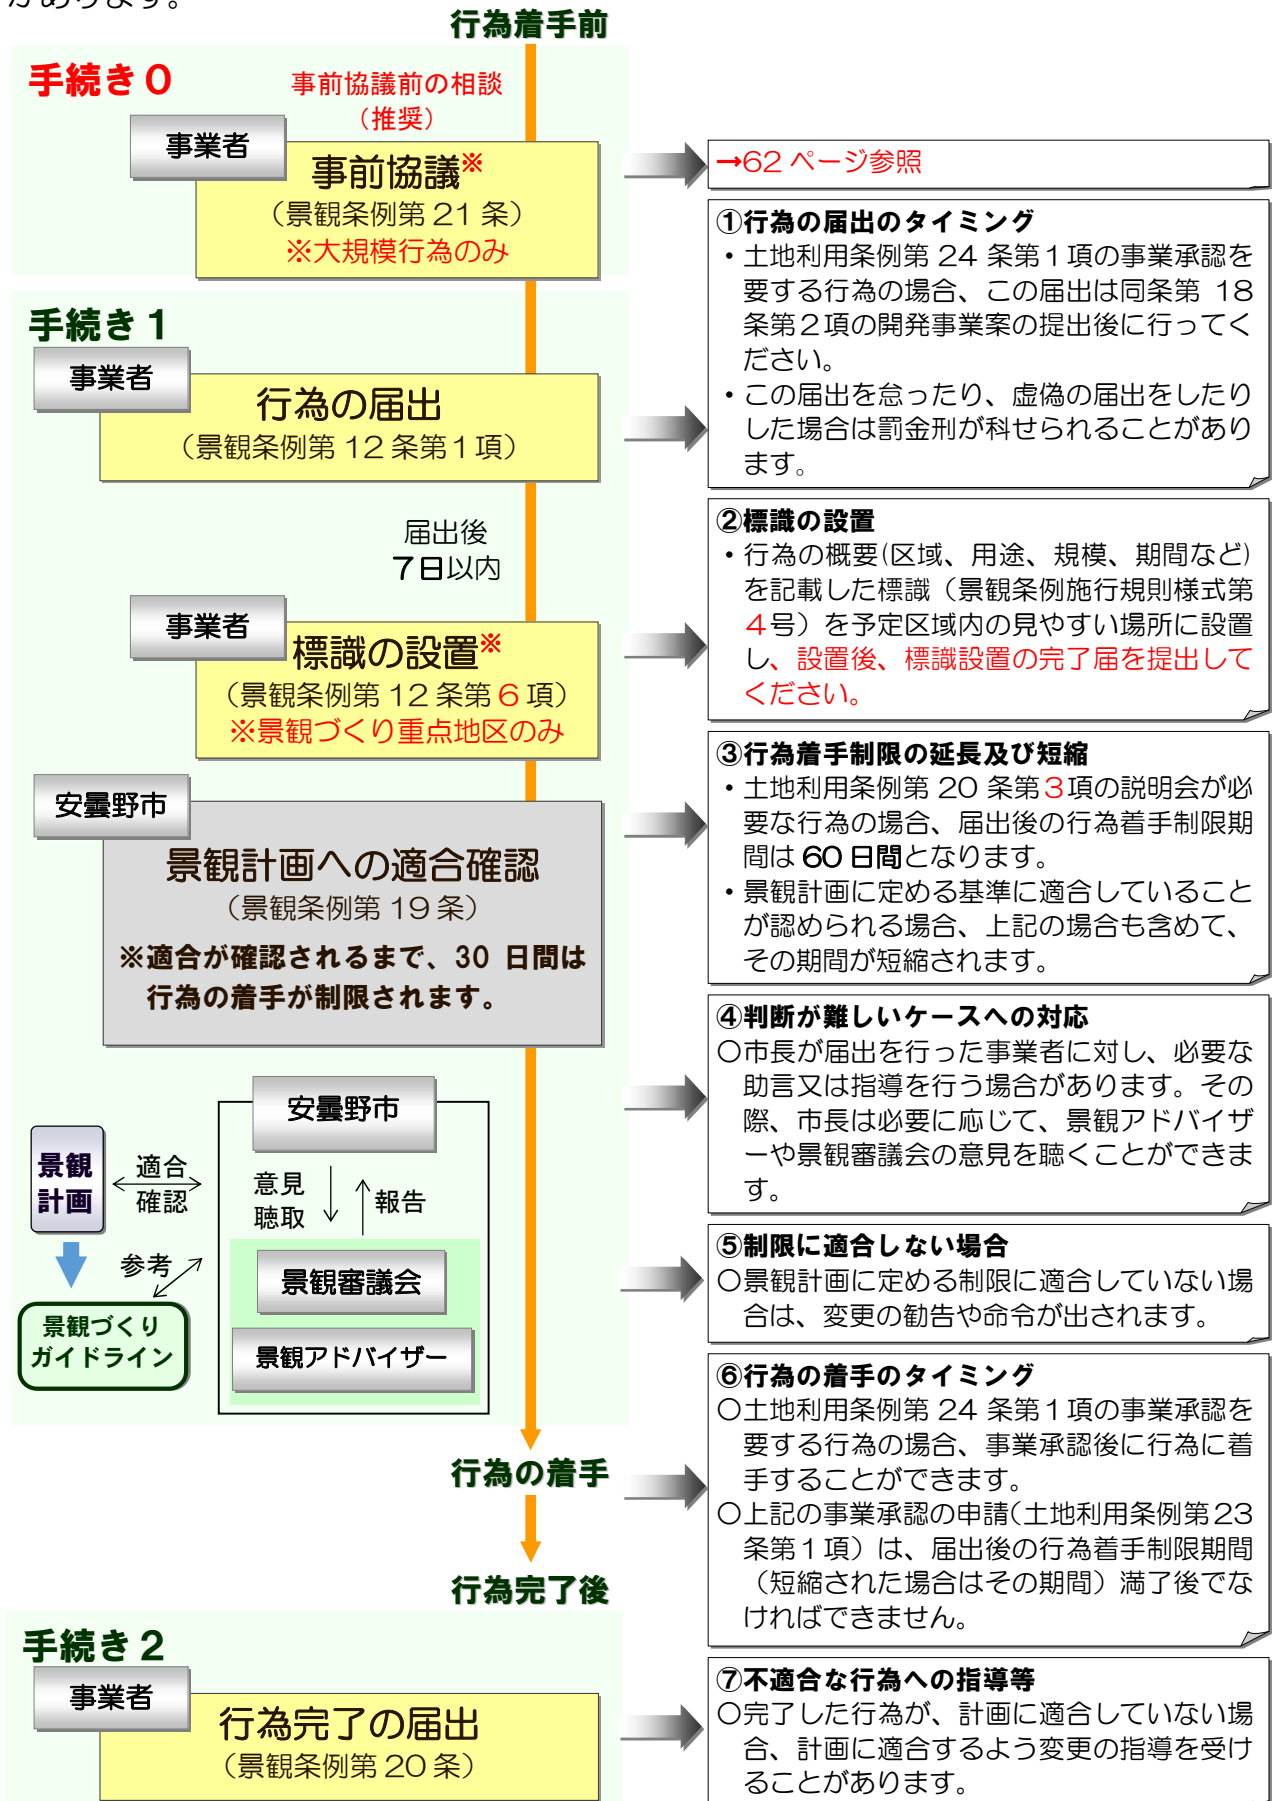 があります。
行為着手前
手続き０
事前協議前の相談
（推奨）
事業者
事前協議※
（景観条例第 21 条）
※大規模行為のみ
→62 ページ参照
手続き１
事業者
行為の届出
（景観条例第 12 条第１項）
①行為の届出のタイミング
・土地利用条例第 24 条第１項の事業承認を
要する行為の場合、この届出は同条第 18
条第２項の開発事業案の提出後に行ってく
ださい。
・この届出を怠ったり、虚偽の届出をしたり
した場合は罰金刑が科せられることがあり
ます。
届出後
７日以内
事業者
標識の設置※
（景観条例第 12 条第６項）
※景観づくり重点地区のみ
②標識の設置
・行為の概要(区域、用途、規模、期間など)
を記載した標識（景観条例施行規則様式第
４号）を予定区域内の見やすい場所に設置
し、設置後、標識設置の完了届を提出して
ください。
安曇野市
景観計画への適合確認
（景観条例第 19 条）
※適合が確認されるまで、30 日間は
行為の着手が制限されます。
③行為着手制限の延長及び短縮
・土地利用条例第 20 条第３項の説明会が必
要な行為の場合、届出後の行為着手制限期
間は 60 日間となります。
・景観計画に定める基準に適合していること
が認められる場合、上記の場合も含めて、
その期間が短縮されます。
安曇野市
景観
計画
適合
確認
意見
聴取
報告
参考
景観審議会
景観アドバイザー
景観づくり
ガイドライン
④判断が難しいケースへの対応
○市長が届出を行った事業者に対し、必要な
助言又は指導を行う場合があります。その
際、市長は必要に応じて、景観アドバイザ
ーや景観審議会の意見を聴くことができま
す。
⑤制限に適合しない場合
○景観計画に定める制限に適合していない場
合は、変更の勧告や命令が出されます。
行為の着手
⑥行為の着手のタイミング
○土地利用条例第 24 条第１項の事業承認を
要する行為の場合、事業承認後に行為に着
手することができます。
○上記の事業承認の申請(土地利用条例第23
条第１項）は、届出後の行為着手制限期間
（短縮された場合はその期間）満了後でな
ければできません。
行為完了後
手続き２
事業者
行為完了の届出
（景観条例第 20 条）
⑦不適合な行為への指導等
○完了した行為が、計画に適合していない場
合、計画に適合するよう変更の指導を受け
ることがあります。